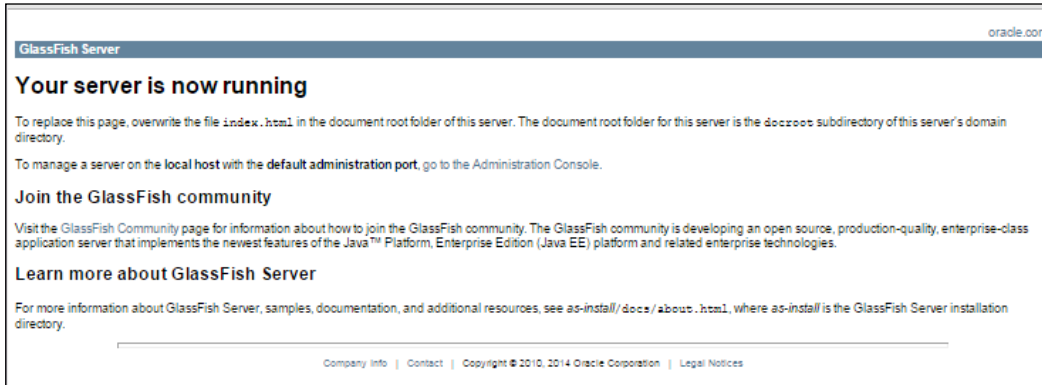 oracle.com
GlassFish Server
Your server is now running
To replace this page, overwrite the file index.html in the document root folder of this server. The document root folder for this server is the docroot subdirectory of this server's domain
directory.
To manage a server on the local host with the default administration port, go to the Administration Console.
Join the GlassFish community
Visit the GlassFish Community page for information about how to join the GlassFish community. The GlassFish community is developing an open source, production-quality, enterprise-class
application server that implements the newest features of the Java™ Platform, Enterprise Edition (Java EE) platform and related enterprise technologies.
Learn more about GlassFish Server
For more information about GlassFish Server, samples, documentation, and additional resources, see as-install/docs/about.html, where as-install is the GlassFish Server installation
directory.
Company Info | Contact | Copyright © 2010, 2014 Oracle Corporation | Legal Notices